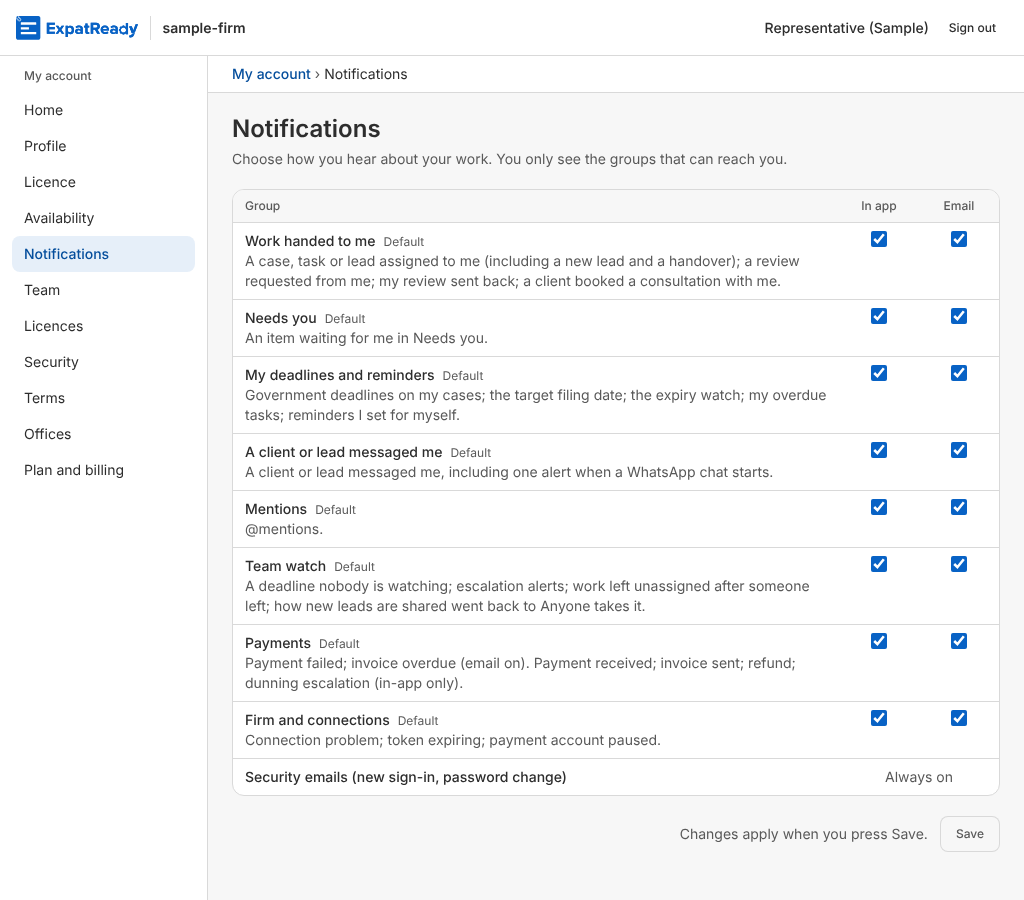 ExpatReady
sample-firm
Representative (Sample)
Sign out
My account
Home
Profile
Licence
Availability
Notifications
Team
Licences
Security
Terms
Offices
Plan and billing
My account › Notifications
Notifications
Choose how you hear about your work. You only see the groups that can reach you.
Group In app Email
Work handed to me Default
A case, task or lead assigned to me (including a new lead and a handover); a review
requested from me; my review sent back; a client booked a consultation with me.
Needs you Default
An item waiting for me in Needs you.
My deadlines and reminders Default
Government deadlines on my cases; the target filing date; the expiry watch; my overdue
tasks; reminders I set for myself.
A client or lead messaged me Default
A client or lead messaged me, including one alert when a WhatsApp chat starts.
Mentions Default
@mentions.
Team watch Default
A deadline nobody is watching; escalation alerts; work left unassigned after someone
left; how new leads are shared went back to Anyone takes it.
Payments Default
Payment failed; invoice overdue (email on). Payment received; invoice sent; refund;
dunning escalation (in-app only).
Firm and connections Default
Connection problem; token expiring; payment account paused.
Security emails (new sign-in, password change) Always on
Changes apply when you press Save. Save